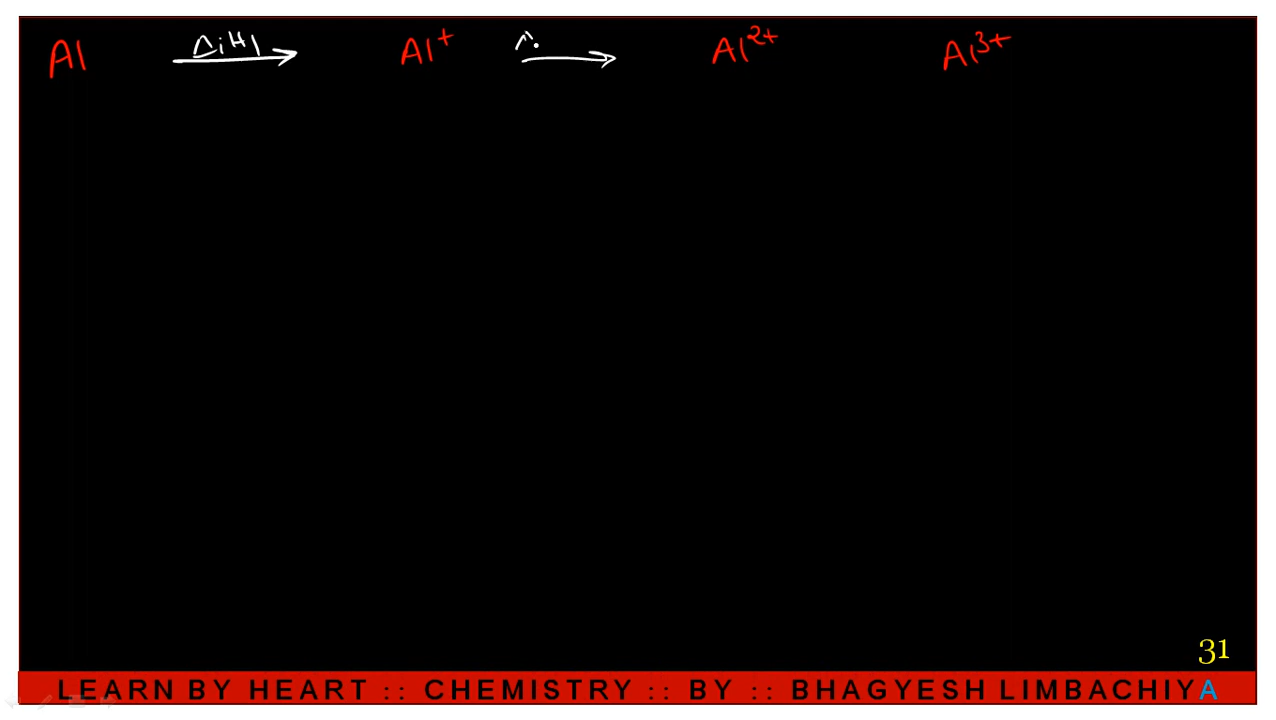 Al ΔiH1 → Al⁺ → Al²⁺ Al³⁺
31
LEARN BY HEART :: CHEMISTRY :: BY :: BHAGYESH LIMBACHIYA